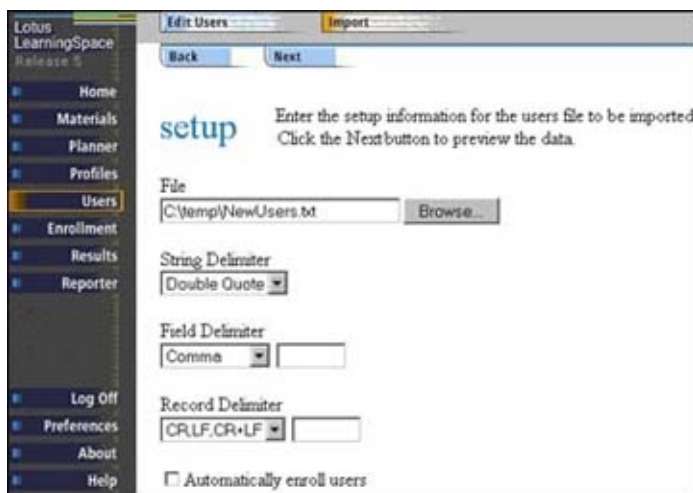 Lotus
LearningSpace
Release 5
Home
Materials
Planner
Profiles
Users
Enrollment
Results
Reporter
Log Off
Preferences
About
Help
Edit Users
Import
Back
Next
setup
Enter the setup information for the users file to be imported
Click the Next button to preview the data.
File
C:\temp\NewUsers.txt
Browse...
String Delimiter
Double Quote
Field Delimiter
Comma
Record Delimiter
CR,LF,CR+LF
Automatically enroll users